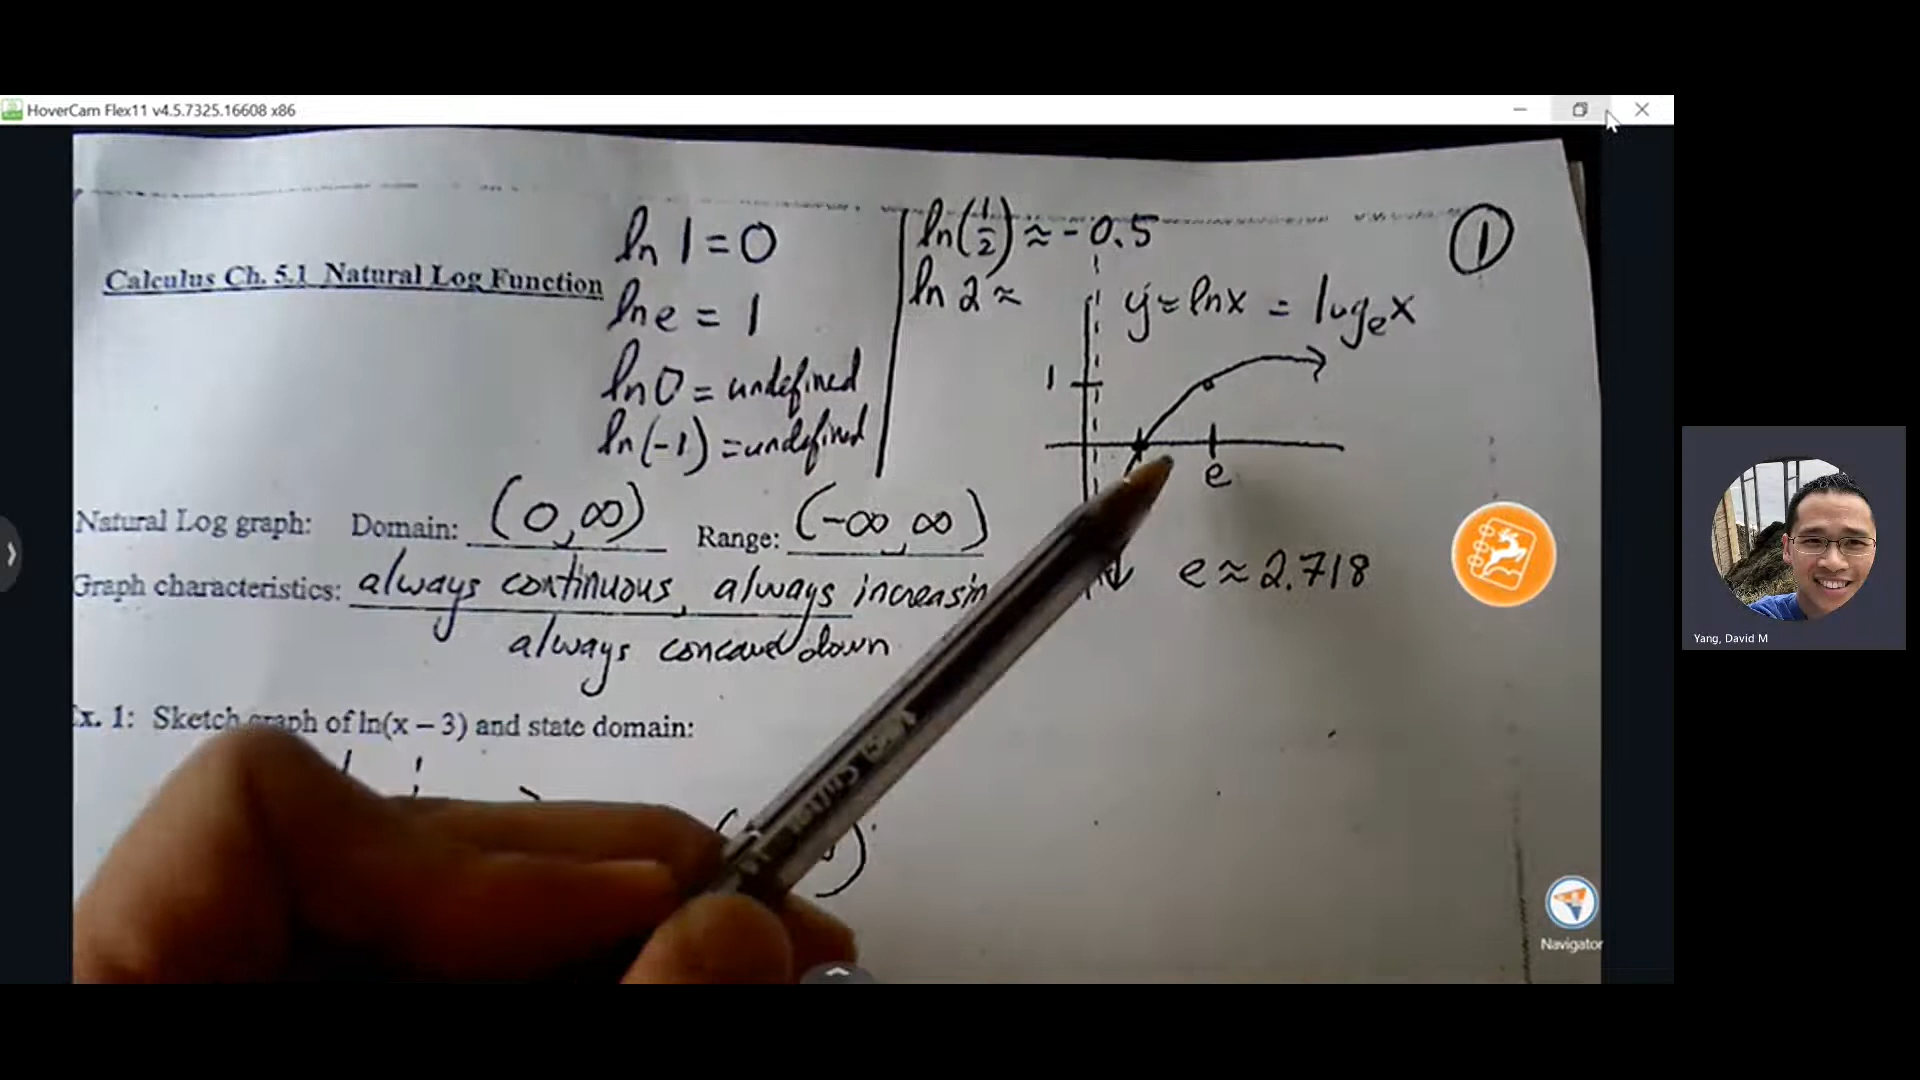 HoverCam Flex11 v4.5.7325.16608 x86
Calculus Ch. 5.1 Natural Log Function
ln 1 = 0
ln e = 1
ln 0 = undefined
ln(-1) = undefined
ln(1/2) ≈ -0.5
ln 2 ≈
1
y = ln x = log_e x
1
e
e ≈ 2.718
Natural Log graph: Domain: (0, ∞) Range: (-∞, ∞)
Graph characteristics: always continuous, always increasin
always concave down
x. 1: Sketch graph of ln(x – 3) and state domain:
Navigator
Yang, David M